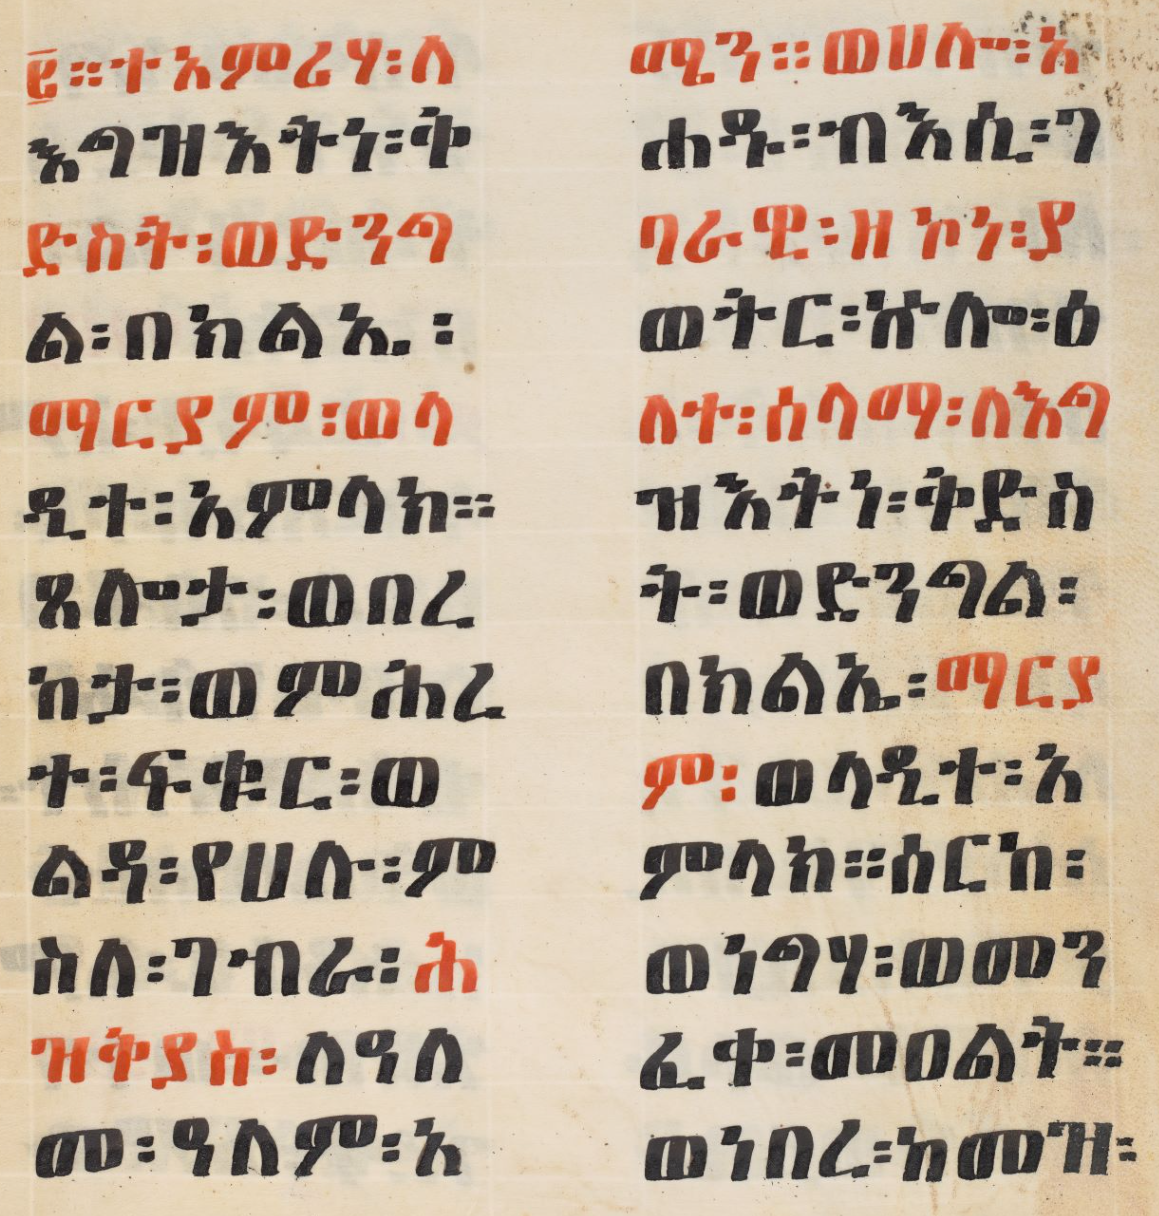 ፪። ተአምሪሃ፡ ለ
እግዝእትነ፡ ቅ
ድስት፡ ወድንግ
ል፡ በክልኤ፡
ማርያም፡ ወላ
ዲተ፡ አምላክ።
ጸሎታ፡ ወበረ
ከታ፡ ወምሕረ
ተ፡ ፍቁር፡ ወ
ልዳ፡ የሀሉ፡ ም
ስለ፡ ገብራ፡ ሕ
ዝቅያስ፡ ለዓለ
መ፡ ዓለም፡ አ
ሜን። ወሀሎ፡ አ
ሐዱ፡ ብእሲ፡ ገ
ባራዊ፡ ዘኮነ፡ ያ
ወትር፡ ኵሎ፡ ዕ
ለተ፡ ሰላማ፡ ለእግ
ዝእትነ፡ ቅድስ
ት፡ ወድንግል፡
በክልኤ፡ ማርያ
ም፡ ወላዲተ፡ አ
ምላክ። ሰርከ፡
ወነግሃ፡ ወመን
ፈቀ፡ መዐልት።
ወነበረ፡ ከመዝ፡